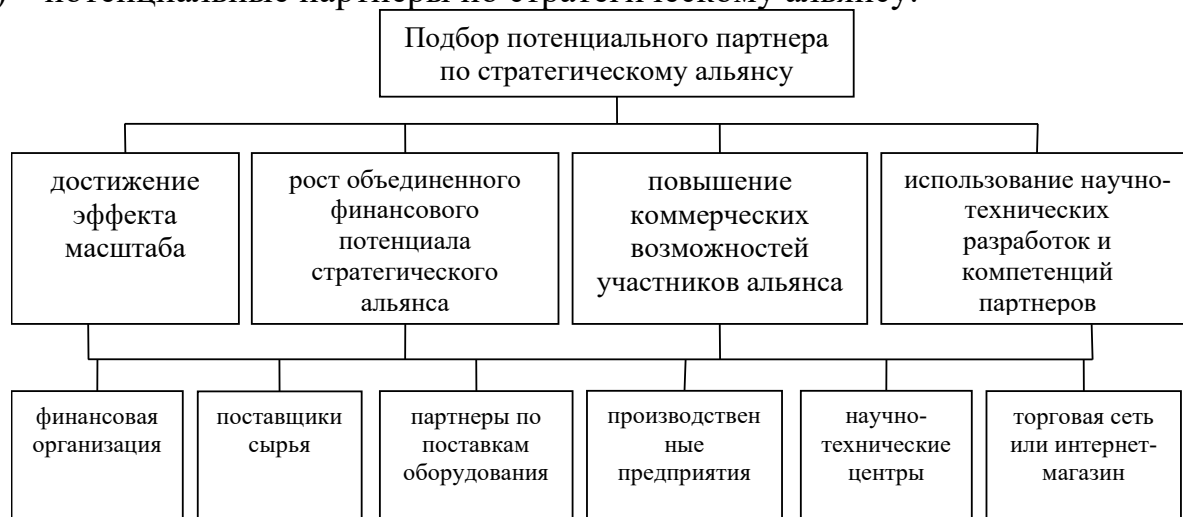 потенциальные партнеры по стратегическому альянсу.
Подбор потенциального партнера
по стратегическому альянсу
достижение
эффекта
масштаба
рост объединенного
финансового
потенциала
стратегического
альянса
повышение
коммерческих
возможностей
участников альянса
использование научно-
технических
разработок и
компетенций
партнеров
финансовая
организация
поставщики
сырья
партнеры по
поставкам
оборудования
производствен
ные
предприятия
научно-
технические
центры
торговая сеть
или интернет-
магазин